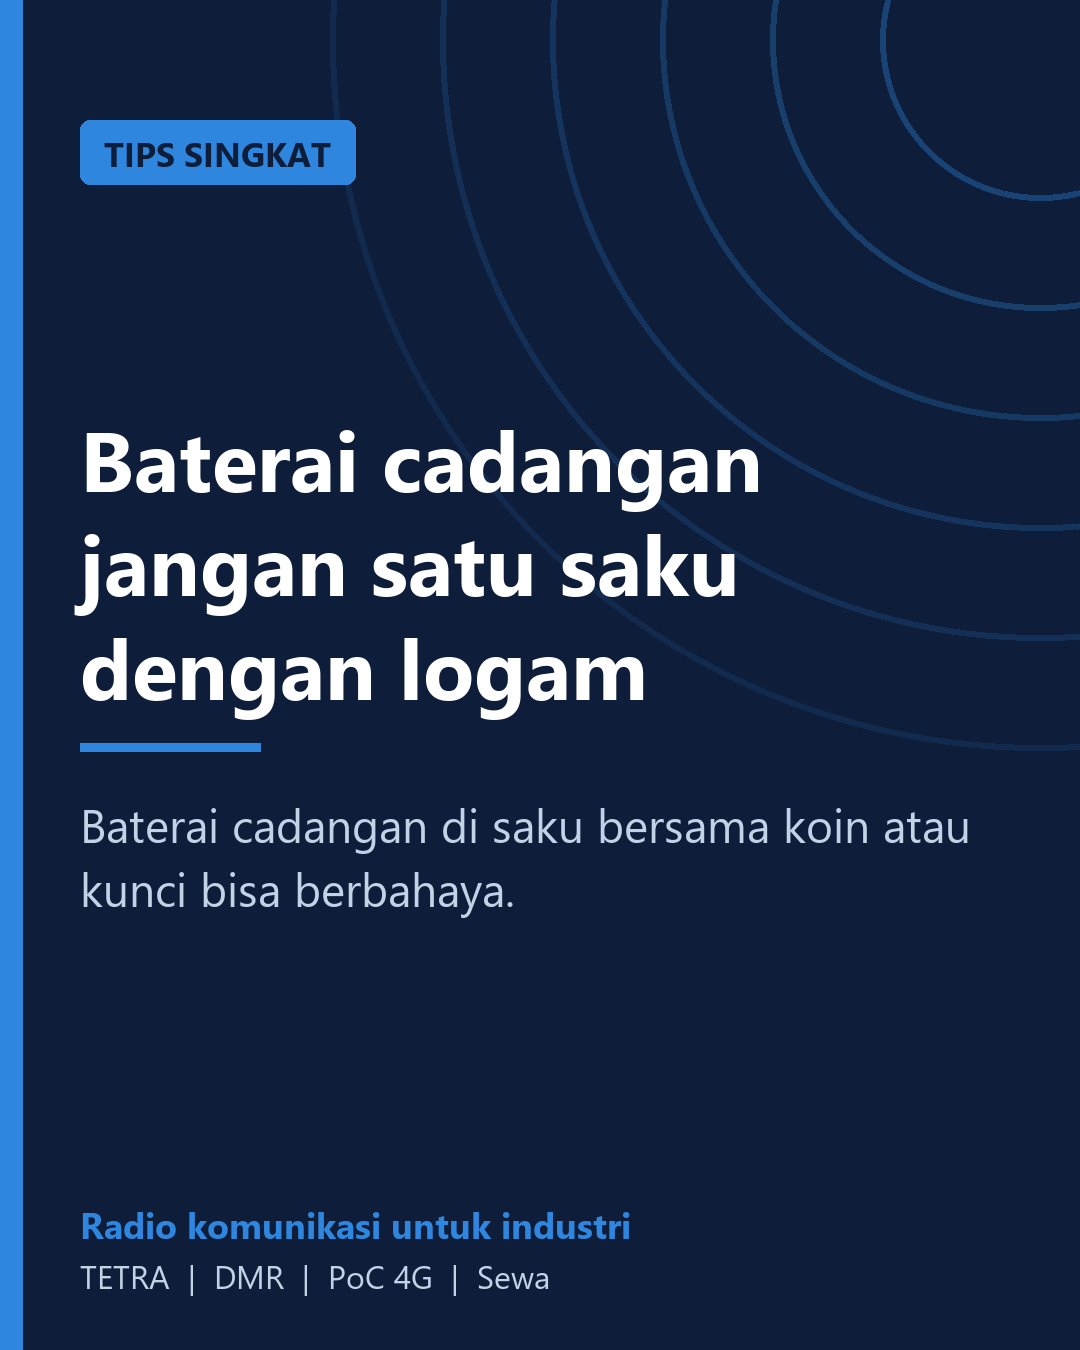 TIPS SINGKAT
Baterai cadangan
jangan satu saku
dengan logam
Baterai cadangan di saku bersama koin atau
kunci bisa berbahaya.
Radio komunikasi untuk industri
TETRA | DMR | PoC 4G | Sewa